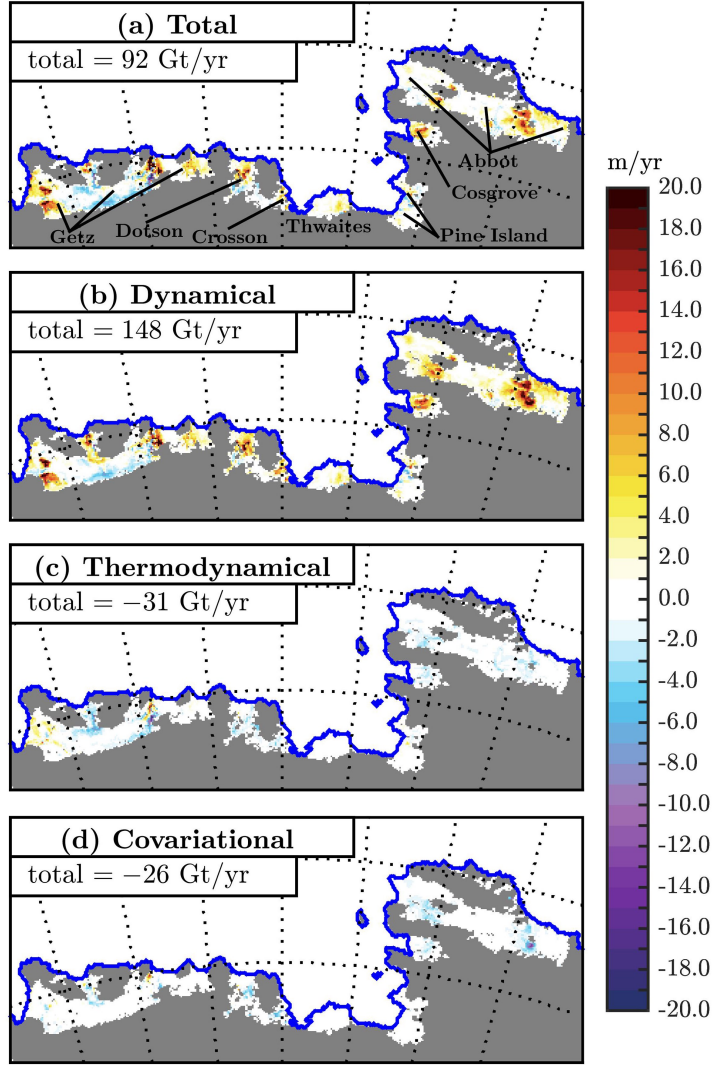 (a) Total
total = 92 Gt/yr
Abbot
Cosgrove
Getz
Dotson
Crosson
Thwaites
Pine Island
(b) Dynamical
total = 148 Gt/yr
(c) Thermodynamical
total = −31 Gt/yr
(d) Covariational
total = −26 Gt/yr
m/yr
20.0
18.0
16.0
14.0
12.0
10.0
8.0
6.0
4.0
2.0
0.0
-2.0
-4.0
-6.0
-8.0
-10.0
-12.0
-14.0
-16.0
-18.0
-20.0